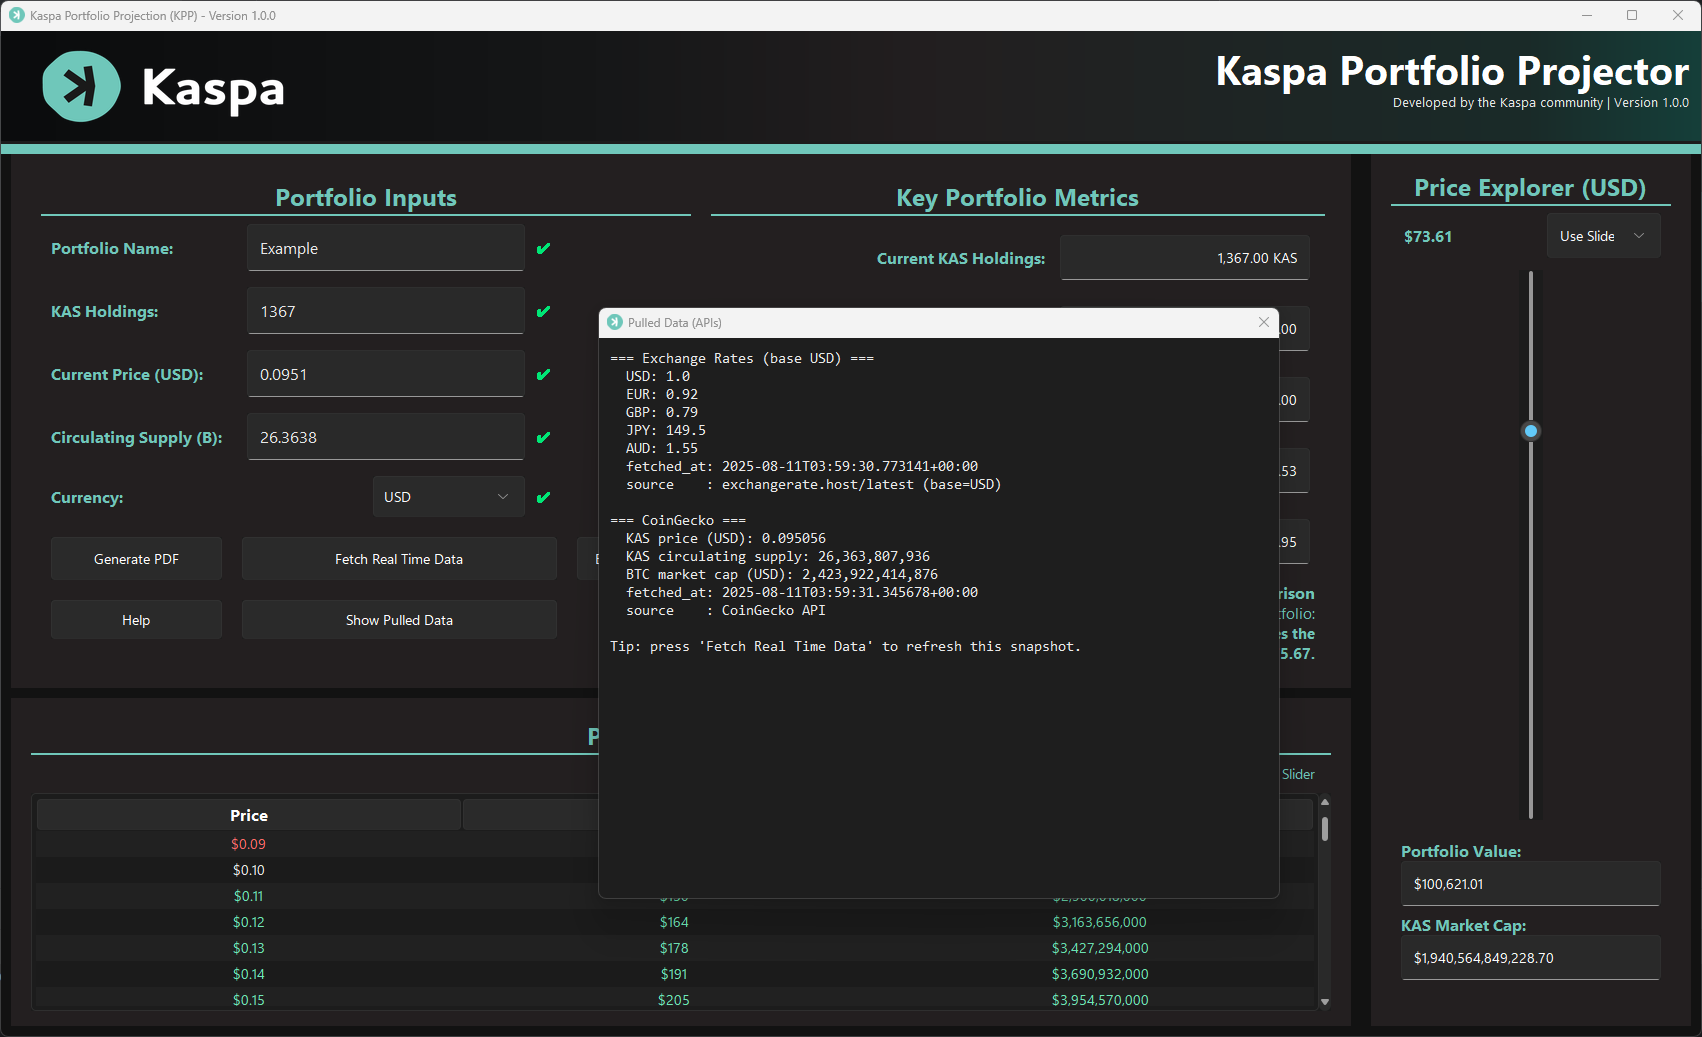 Kaspa Portfolio Projection (KPP) - Version 1.0.0
Kaspa
Kaspa Portfolio Projector
Developed by the Kaspa community | Version 1.0.0
Portfolio Inputs
Portfolio Name:
Example
KAS Holdings:
1367
Current Price (USD):
0.0951
Circulating Supply (B):
26.3638
Currency:
USD
Generate PDF
Fetch Real Time Data
Help
Show Pulled Data
Key Portfolio Metrics
Current KAS Holdings:
1,367.00 KAS
.00
.00
.53
.95
rison
folio:
s the
5.67.
Pulled Data (APIs)
=== Exchange Rates (base USD) ===
USD: 1.0
EUR: 0.92
GBP: 0.79
JPY: 149.5
AUD: 1.55
fetched_at: 2025-08-11T03:59:30.773141+00:00
source    : exchangerate.host/latest (base=USD)
=== CoinGecko ===
KAS price (USD): 0.095056
KAS circulating supply: 26,363,807,936
BTC market cap (USD): 2,423,922,414,876
fetched_at: 2025-08-11T03:59:31.345678+00:00
source    : CoinGecko API
Tip: press 'Fetch Real Time Data' to refresh this snapshot.
P
Slider
Price
$0.09
$0.10
$0.11
$0.12 $164 $3,163,656,000
$0.13 $178 $3,427,294,000
$0.14 $191 $3,690,932,000
$0.15 $205 $3,954,570,000
Price Explorer (USD)
$73.61
Use Slide
Portfolio Value:
$100,621.01
KAS Market Cap:
$1,940,564,849,228.70